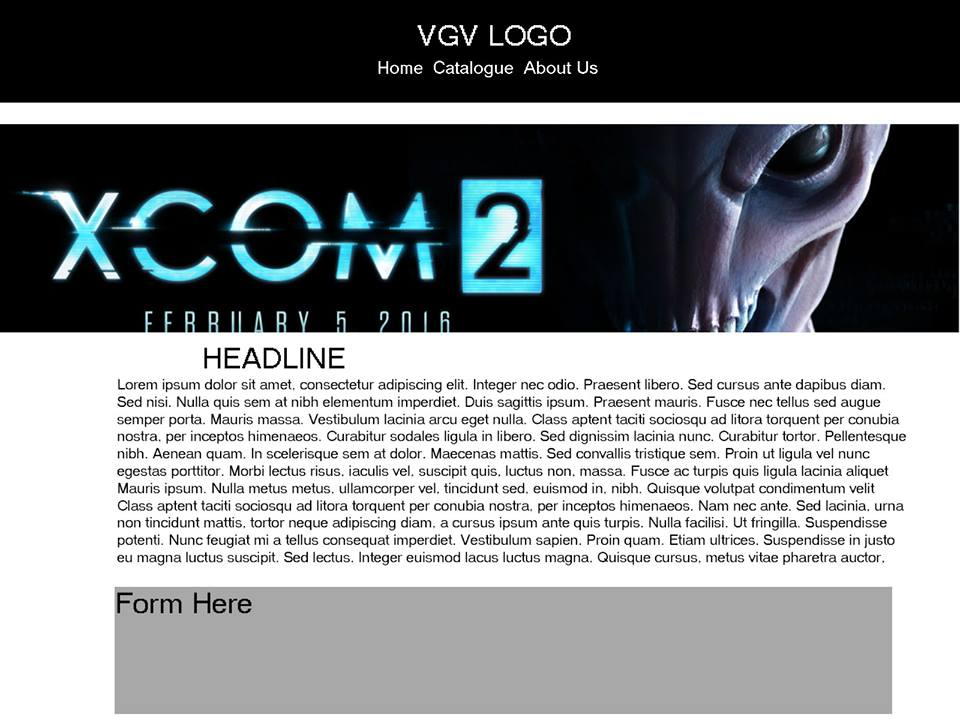 VGV LOGO
Home Catalogue About Us
XCOM 2
FEBRUARY 5 2016
HEADLINE
Lorem ipsum dolor sit amet, consectetur adipiscing elit. Integer nec odio. Praesent libero. Sed cursus ante dapibus diam.
Sed nisi. Nulla quis sem at nibh elementum imperdiet. Duis sagittis ipsum. Praesent mauris. Fusce nec tellus sed augue
semper porta. Mauris massa. Vestibulum lacinia arcu eget nulla. Class aptent taciti sociosqu ad litora torquent per conubia
nostra, per inceptos himenaeos. Curabitur sodales ligula in libero. Sed dignissim lacinia nunc. Curabitur tortor. Pellentesque
nibh. Aenean quam. In scelerisque sem at dolor. Maecenas mattis. Sed convallis tristique sem. Proin ut ligula vel nunc
egestas porttitor. Morbi lectus risus, iaculis vel, suscipit quis, luctus non, massa. Fusce ac turpis quis ligula lacinia aliquet
Mauris ipsum. Nulla metus metus, ullamcorper vel, tincidunt sed, euismod in, nibh. Quisque volutpat condimentum velit
Class aptent taciti sociosqu ad litora torquent per conubia nostra, per inceptos himenaeos. Nam nec ante. Sed lacinia, urna
non tincidunt mattis, tortor neque adipiscing diam, a cursus ipsum ante quis turpis. Nulla facilisi. Ut fringilla. Suspendisse
potenti. Nunc feugiat mi a tellus consequat imperdiet. Vestibulum sapien. Proin quam. Etiam ultrices. Suspendisse in justo
eu magna luctus suscipit. Sed lectus. Integer euismod lacus luctus magna. Quisque cursus, metus vitae pharetra auctor,
Form Here